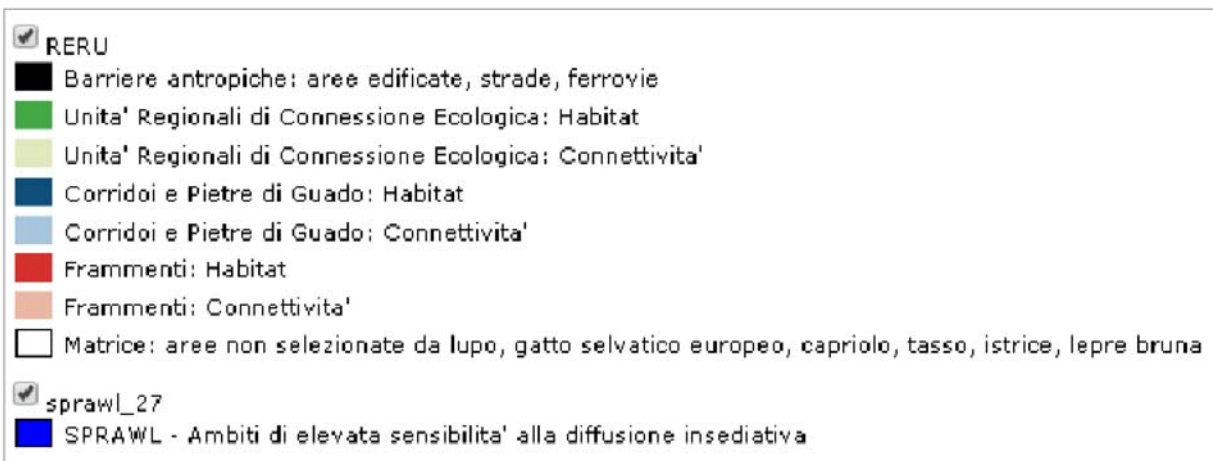 RERU
Barriere antropiche: aree edificate, strade, ferrovie
Unita' Regionali di Connessione Ecologica: Habitat
Unita' Regionali di Connessione Ecologica: Connettivita'
Corridoi e Pietre di Guado: Habitat
Corridoi e Pietre di Guado: Connettivita'
Frammenti: Habitat
Frammenti: Connettivita'
Matrice: aree non selezionate da lupo, gatto selvatico europeo, capriolo, tasso, istrice, lepre bruna
sprawl_27
SPRAWL - Ambiti di elevata sensibilita' alla diffusione insediativa